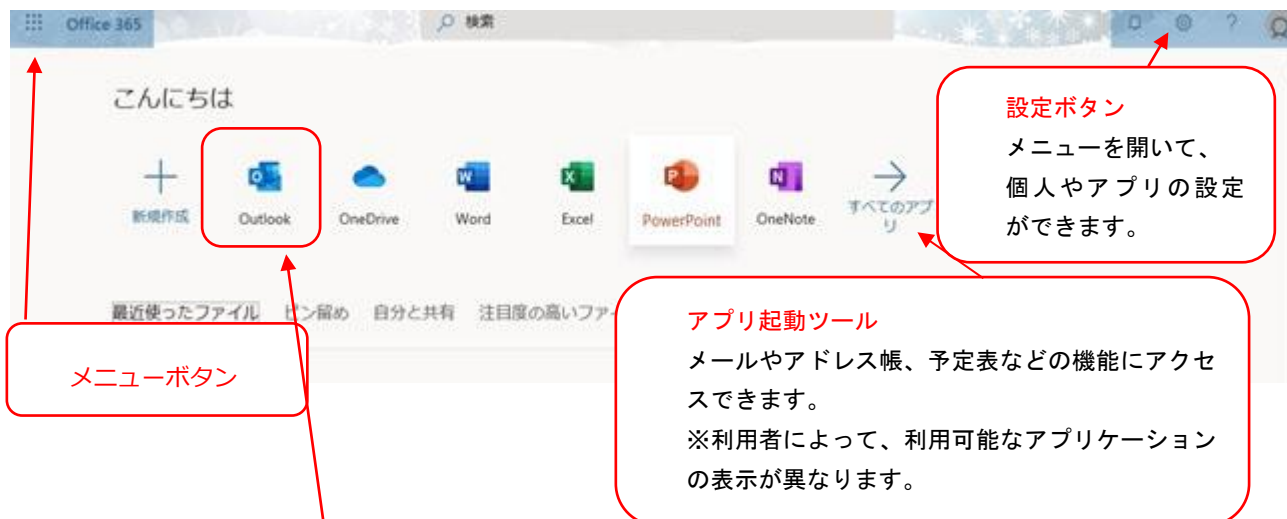 Office 365
検索
?
こんにちは
新規作成
Outlook
OneDrive
Word
Excel
PowerPoint
OneNote
すべてのアプ
リ
設定ボタン
メニューを開いて、
個人やアプリの設定
ができます。
最近使ったファイル ピン留め 自分と共有 注目度の高いファ
メニューボタン
アプリ起動ツール
メールやアドレス帳、予定表などの機能にアクセ
スできます。
※利用者によって、利用可能なアプリケーション
の表示が異なります。